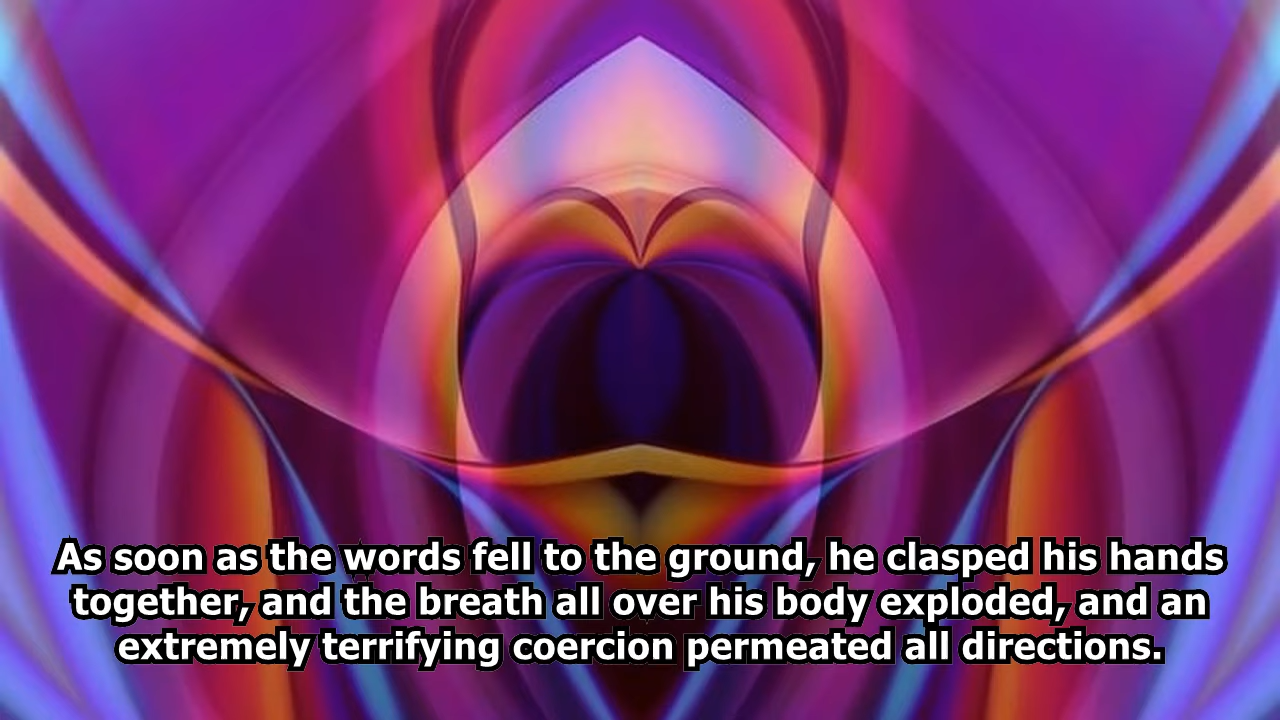 As soon as the words fell to the ground, he clasped his hands
together, and the breath all over his body exploded, and an
extremely terrifying coercion permeated all directions.